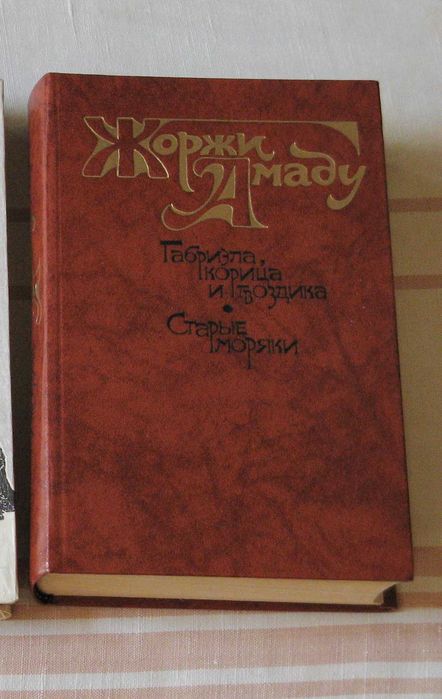 Жоржи
Амаду
Габриэла,
корица
и гвоздика
•
Старые
моряки